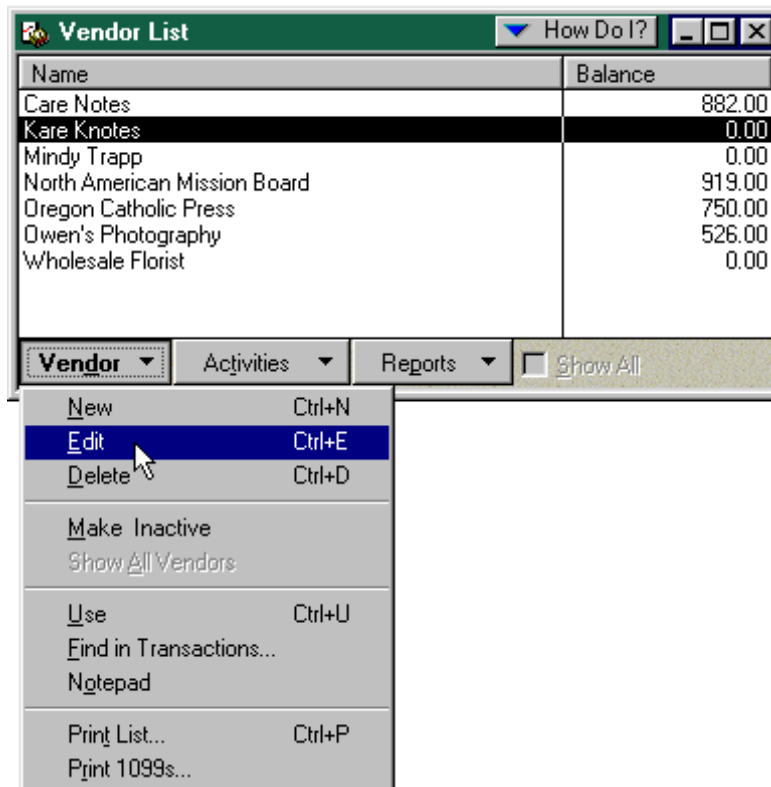 Vendor List How Do I?
Name Balance
Care Notes 882.00
Kare Knotes 0.00
Mindy Trapp 0.00
North American Mission Board 919.00
Oregon Catholic Press 750.00
Owen's Photography 526.00
Wholesale Florist 0.00
Vendor Activities Reports Show All
New Ctrl+N
Edit Ctrl+E
Delete Ctrl+D
Make Inactive
Show All Vendors
Use Ctrl+U
Find in Transactions...
Notepad
Print List... Ctrl+P
Print 1099s...